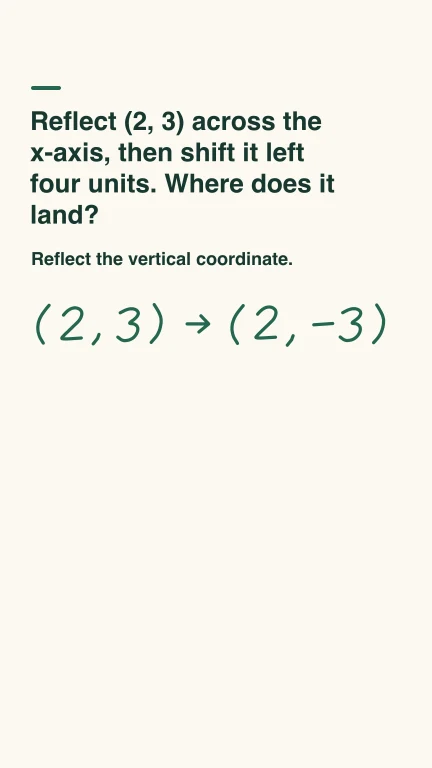 Reflect (2, 3) across the
x-axis, then shift it left
four units. Where does it
land?
Reflect the vertical coordinate.
(2,3) → (2,−3)